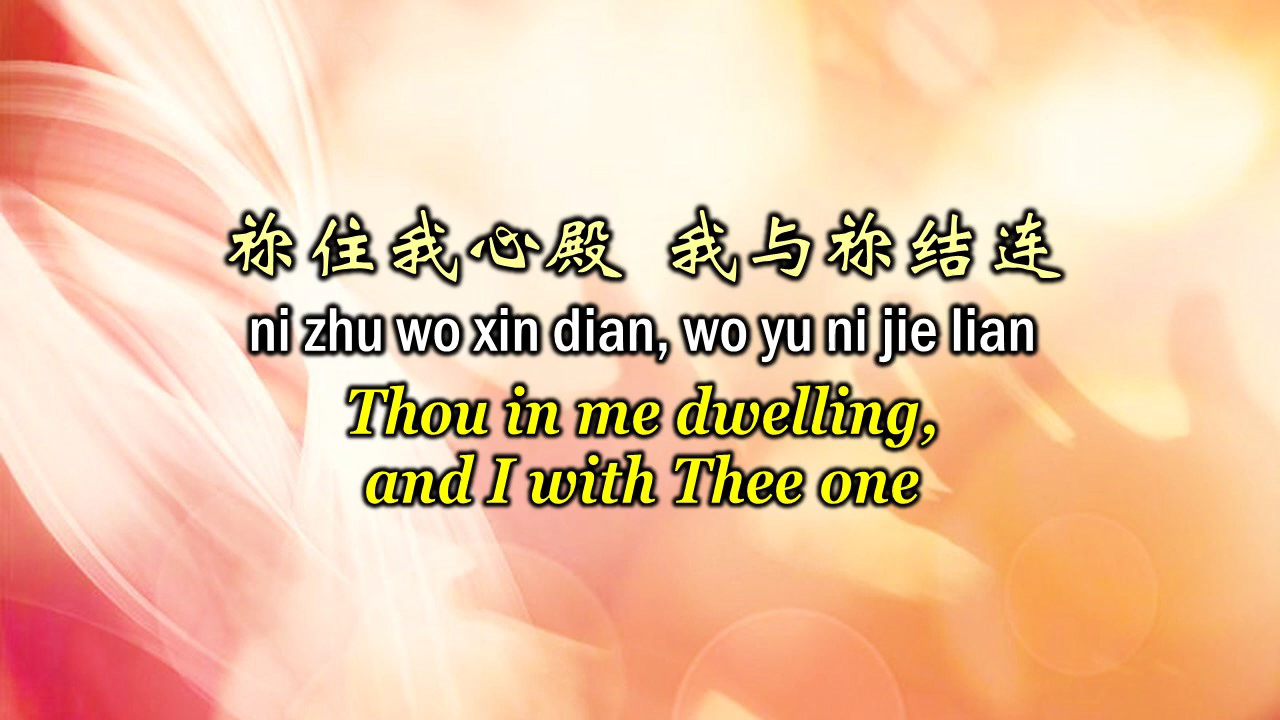 祢住我心殿 我与祢结连
ni zhu wo xin dian, wo yu ni jie lian
Thou in me dwelling,
and I with Thee one